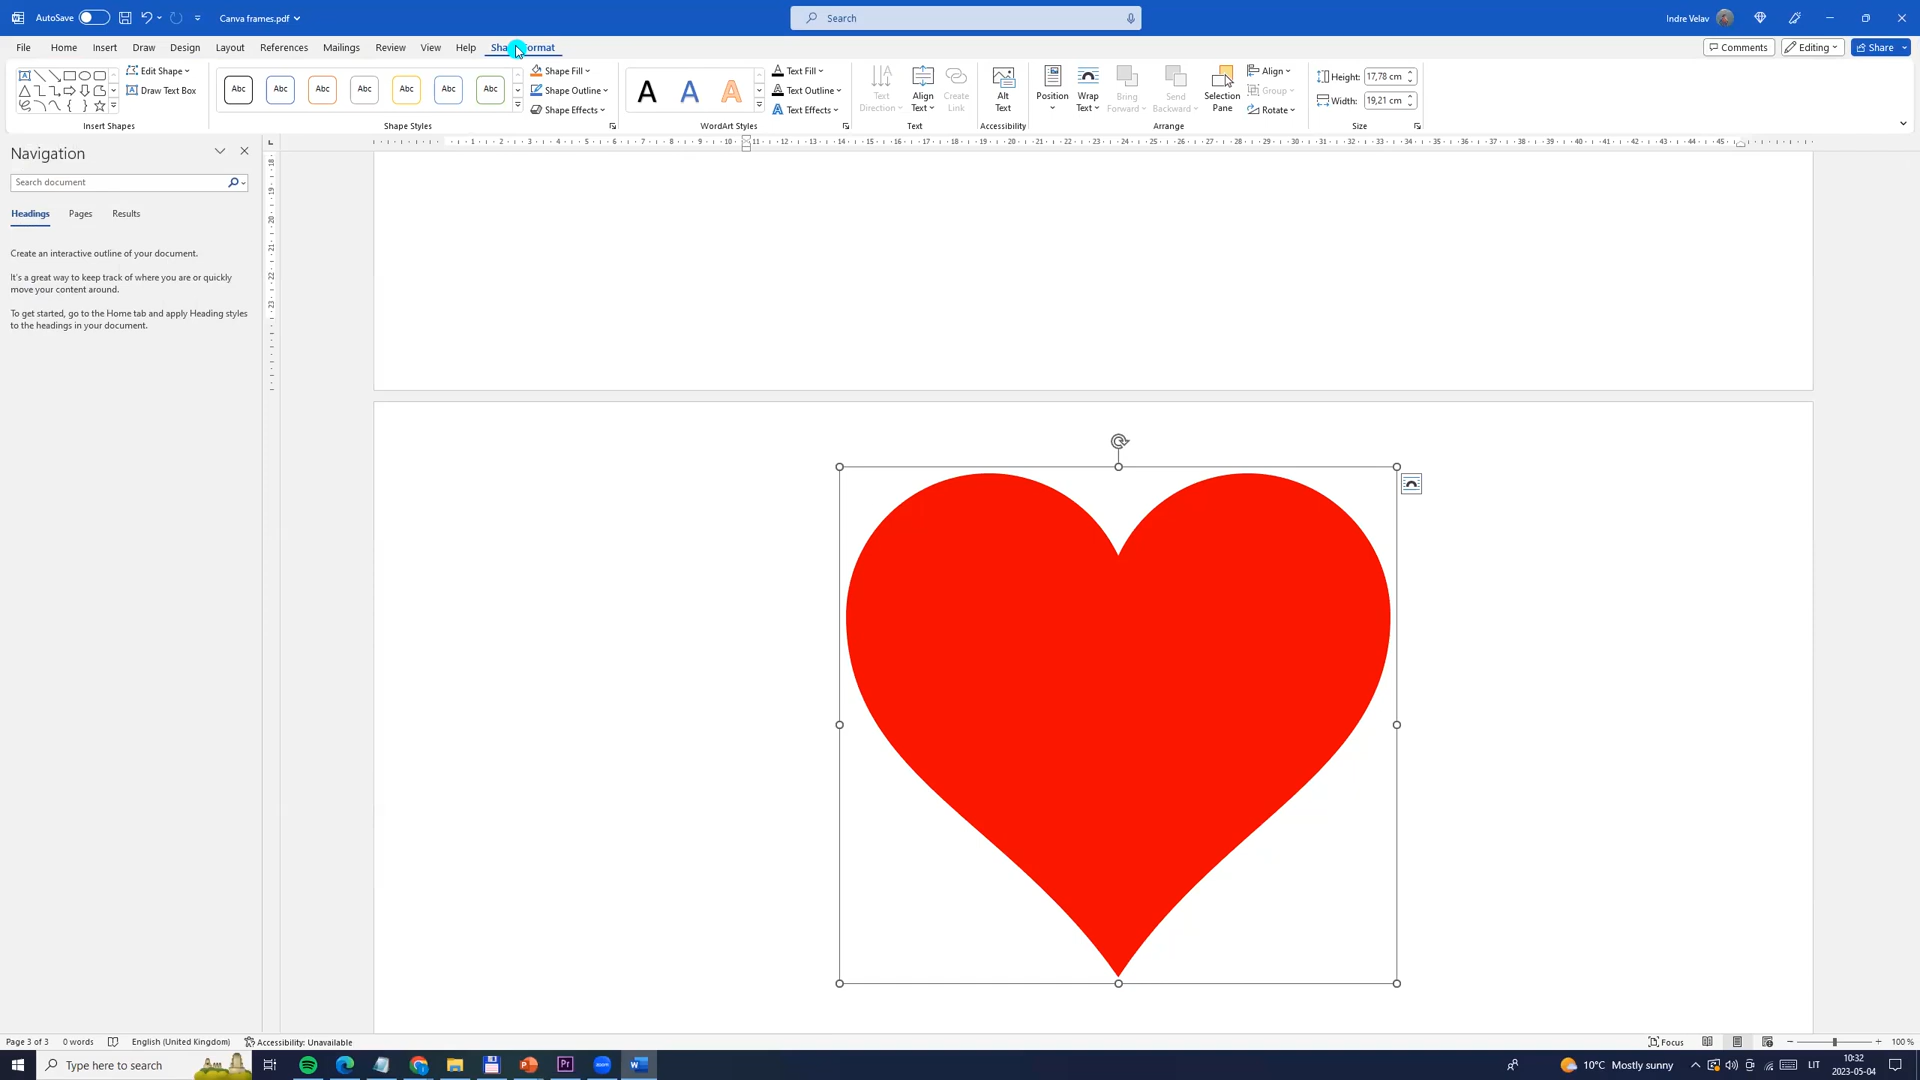 AutoSave Canva frames.pdf Search Indre Velav
File Home Insert Draw Design Layout References Mailings Review View Help Comments Editing Share
Edit Shape
Draw Text Box
Insert Shapes
Abc Abc Abc Abc Abc Abc Abc
Shape Fill
Shape Outline
Shape Effects
Shape Styles
A A A
Text Fill
Text Outline
Text Effects
WordArt Styles
Text Direction
Align Text
Create Link
Text
Alt Text
Accessibility
Position
Wrap Text
Bring Forward
Send Backward
Selection Pane
Align
Group
Rotate
Arrange
Height: 17,78 cm
Width: 19,21 cm
Size
Navigation
Search document
Headings Pages Results
Create an interactive outline of your document.
It's a great way to keep track of where you are or quickly
move your content around.
To get started, go to the Home tab and apply Heading styles
to the headings in your document.
Page 3 of 3 0 words English (United Kingdom) Accessibility: Unavailable Focus 100 %
Type here to search 10°C Mostly sunny LIT 10:32
2023-05-04